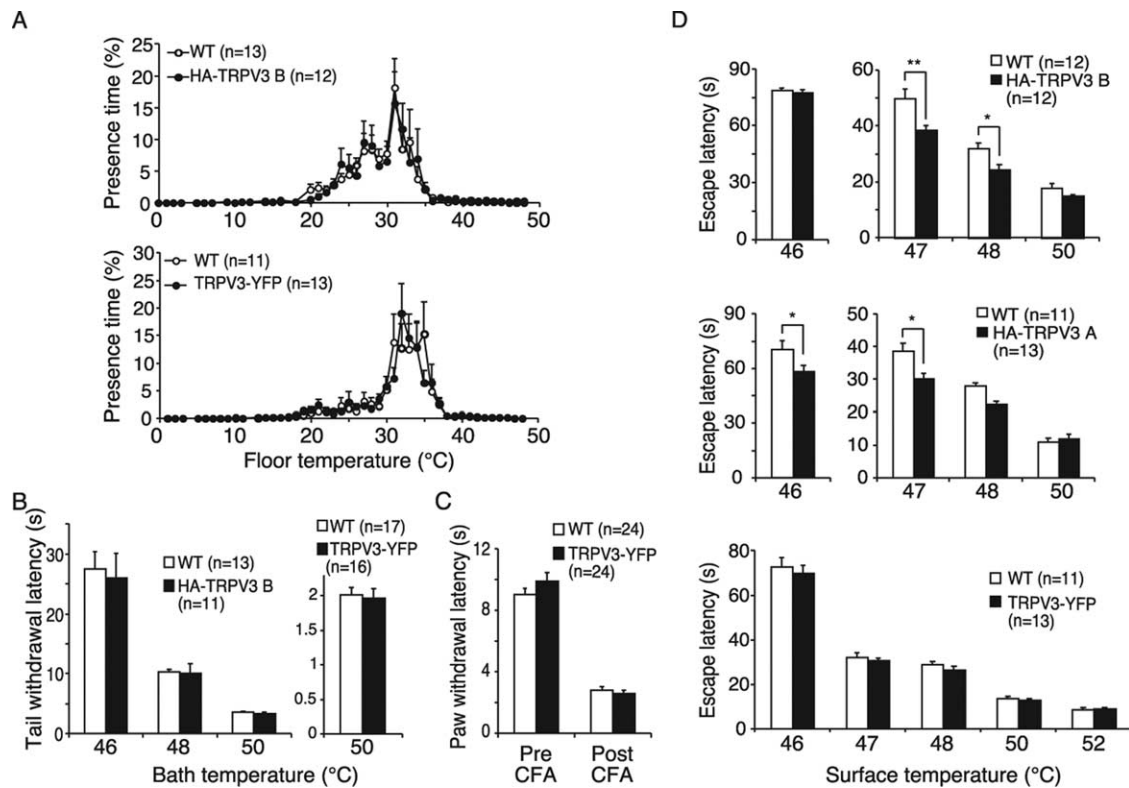 A
WT (n=13)
HA-TRPV3 B (n=12)
Presence time (%)
25
20
15
10
5
0
0 10 20 30 40 50
WT (n=11)
TRPV3-YFP (n=13)
Presence time (%)
30
25
20
15
10
5
0
0 10 20 30 40 50
Floor temperature (°C)
B
Tail withdrawal latency (s)
30
20
10
0
WT (n=13)
HA-TRPV3 B
(n=11)
46 48 50
WT (n=17)
TRPV3-YFP
(n=16)
2
1.5
1
0.5
0
50
Bath temperature (°C)
C
Paw withdrawal latency (s)
12
8
4
0
WT (n=24)
TRPV3-YFP
(n=24)
Pre Post
CFA CFA
D
WT (n=12)
HA-TRPV3 B
(n=12)
Escape latency (s)
90
60
30
0
46
60
40
20
0
**
*
47 48 50
WT (n=11)
HA-TRPV3 A
(n=13)
Escape latency (s)
90
60
30
0
*
46
50
40
30
20
10
0
*
47 48 50
WT (n=11)
TRPV3-YFP
(n=13)
Escape latency (s)
80
60
40
20
0
46 47 48 50 52
Surface temperature (°C)